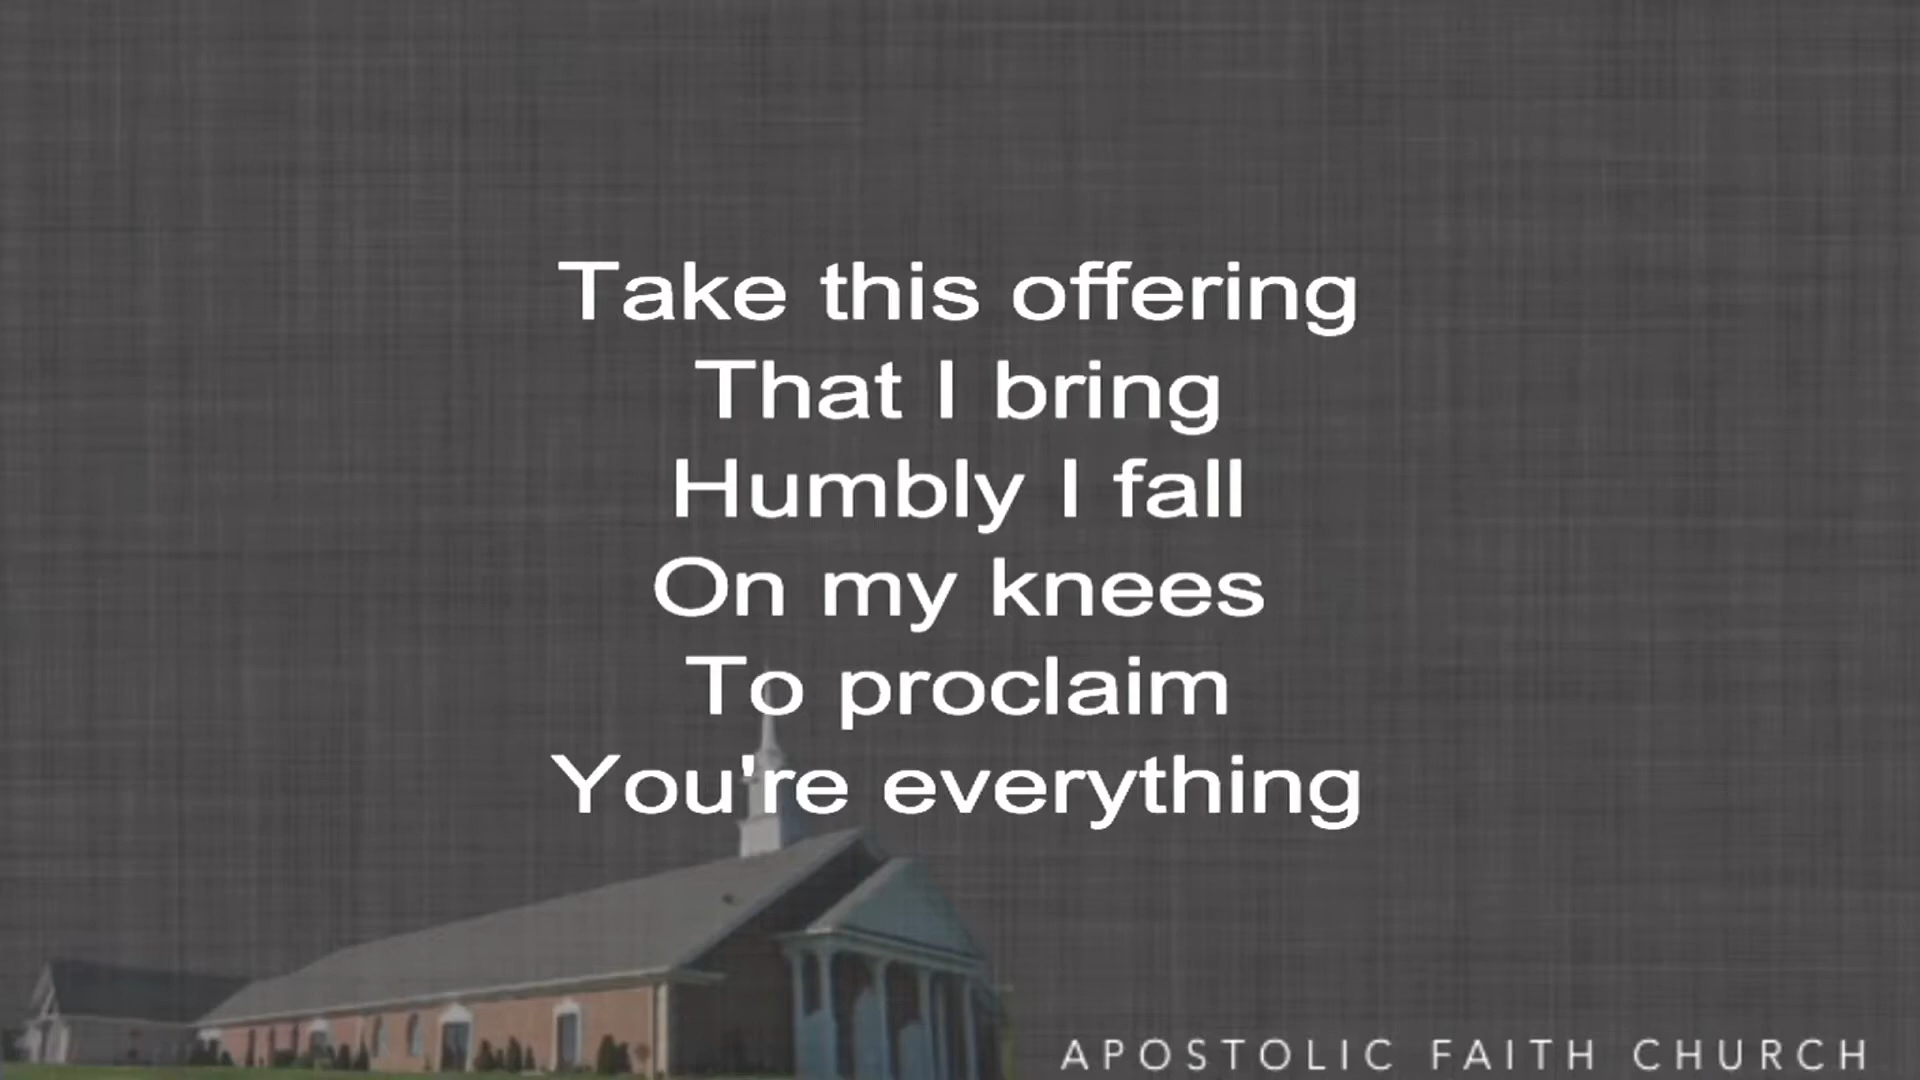 Take this offering
That I bring
Humbly I fall
On my knees
To proclaim
You're everything
APOSTOLIC FAITH CHURCH